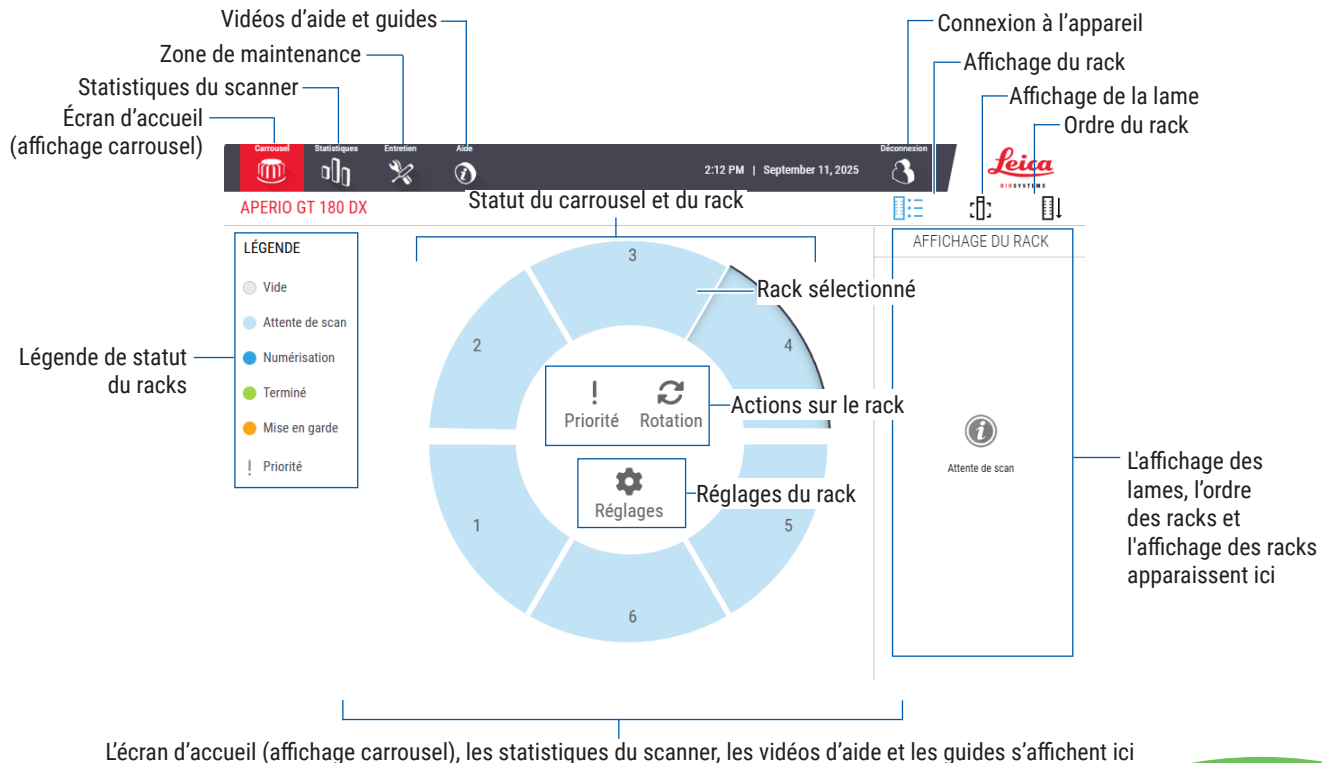 Vidéos d'aide et guides
Connexion à l'appareil
Zone de maintenance
Affichage du rack
Statistiques du scanner
Affichage de la lame
Écran d'accueil
(affichage carrousel)
Ordre du rack
Carrousel
Statistiques
Entretien
Aide
2:12 PM | September 11, 2025
Déconnexion
Leica
BIOSYSTEMS
APERIO GT 180 DX
Statut du carrousel et du rack
LÉGENDE
Vide
Attente de scan
Numérisation
Terminé
Mise en garde
! Priorité
Légende de statut
du racks
3
Rack sélectionné
2
4
!
Priorité
Rotation
Actions sur le rack
Réglages
Réglages du rack
1
5
6
AFFICHAGE DU RACK
i
Attente de scan
L'affichage des
lames, l'ordre
des racks et
l'affichage des racks
apparaissent ici
L'écran d'accueil (affichage carrousel), les statistiques du scanner, les vidéos d'aide et les guides s'affichent ici